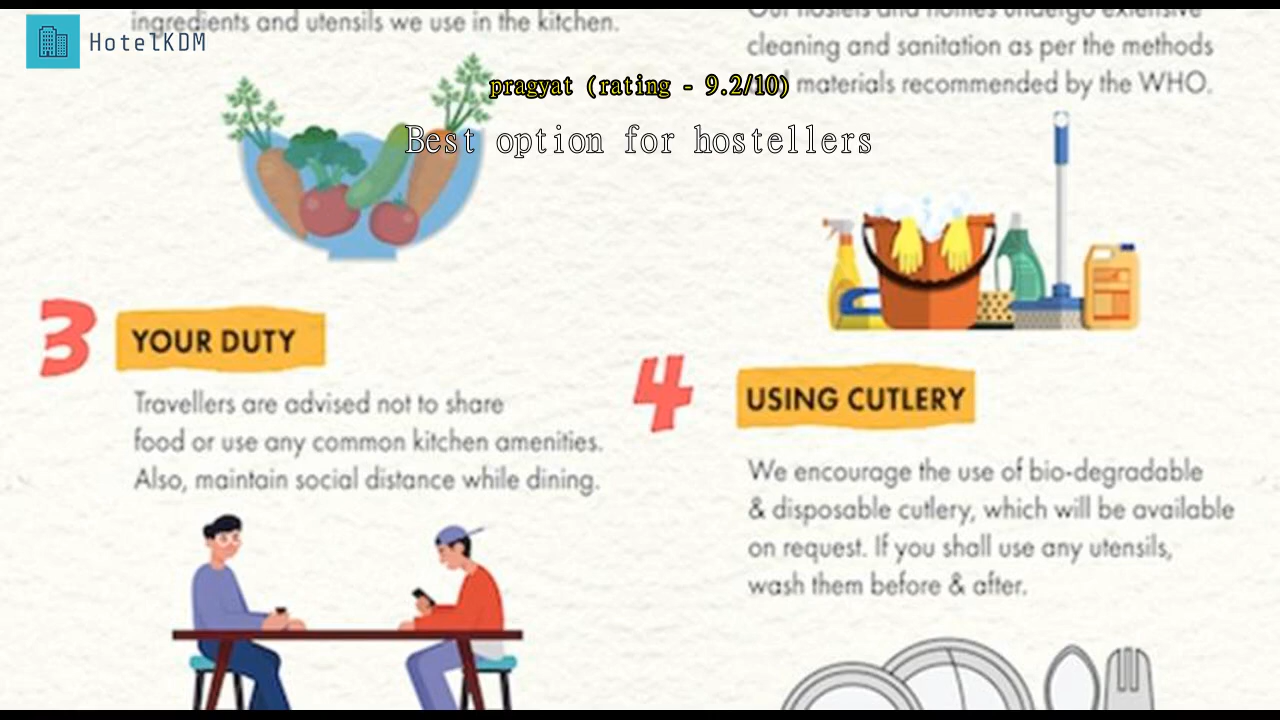 ingredients and utensils we use in the kitchen.
HotelKDM
Our hostels and homes undergo extensive
cleaning and sanitation as per the methods
materials recommended by the WHO.
pragyat (rating - 9.2/10)
Best option for hostellers
3
YOUR DUTY
Travellers are advised not to share
food or use any common kitchen amenities.
Also, maintain social distance while dining.
4
USING CUTLERY
We encourage the use of bio-degradable
& disposable cutlery, which will be available
on request. If you shall use any utensils,
wash them before & after.